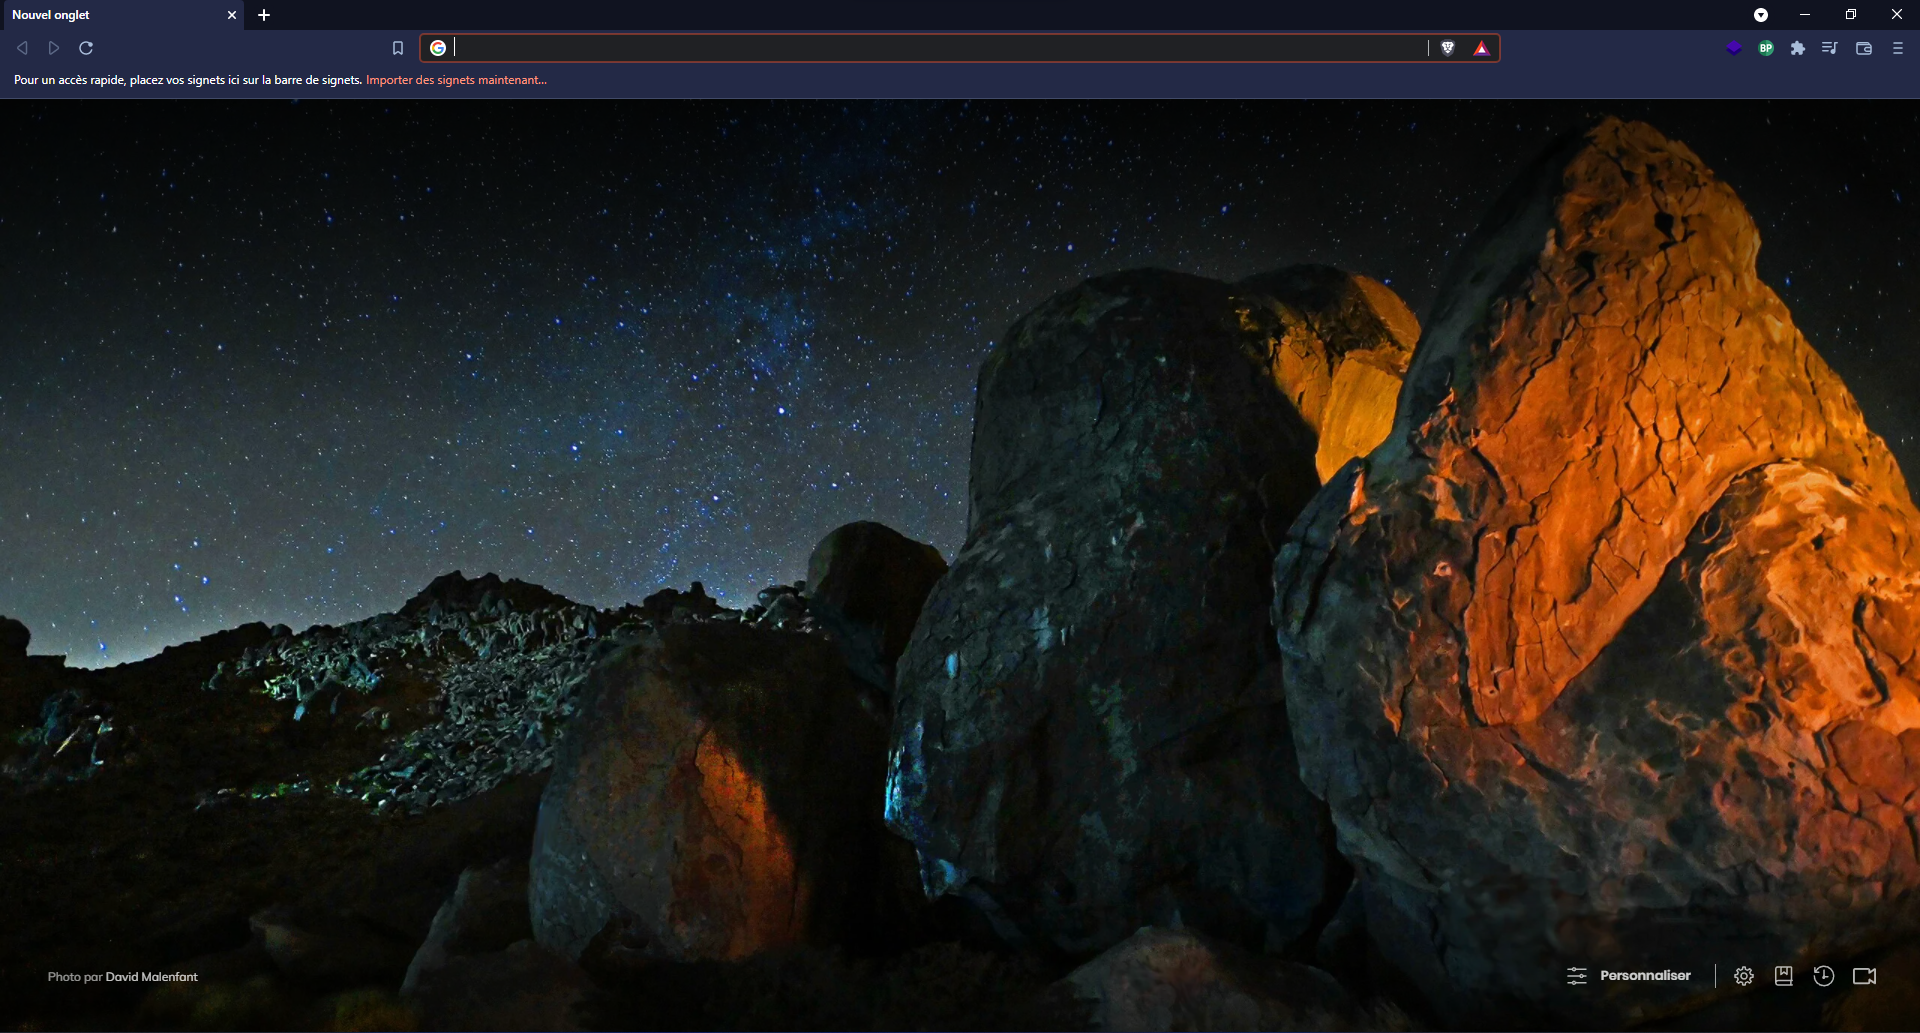 Nouvel onglet
BP
Pour un accès rapide, placez vos signets ici sur la barre de signets. Importer des signets maintenant...
Photo par David Malenfant
Personnaliser